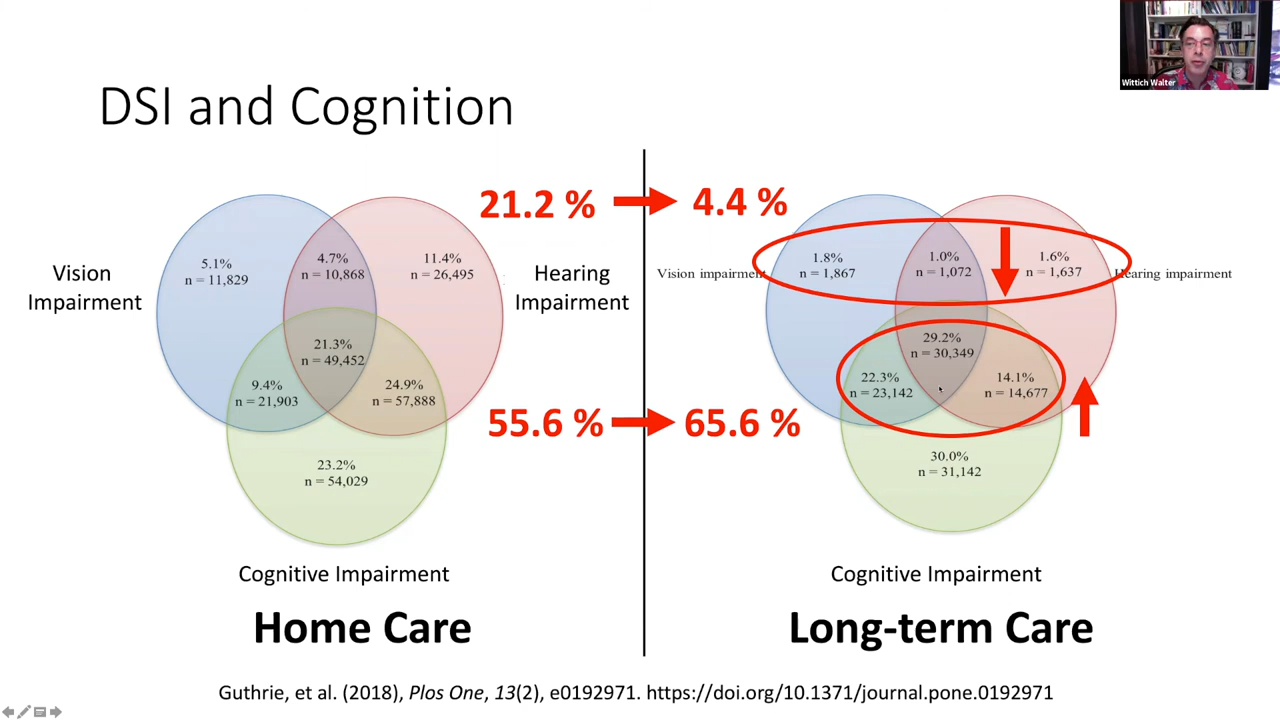 Wittich Walter
DSI and Cognition
21.2 %
4.4 %
5.1%
n = 11,829
4.7%
n = 10,868
11.4%
n = 26,495
Vision
Impairment
Hearing
Impairment
21.3%
n = 49,452
9.4%
n = 21,903
24.9%
n = 57,888
55.6 %
65.6 %
23.2%
n = 54,029
Cognitive Impairment
Home Care
Vision impairment
1.8%
n = 1,867
1.0%
n = 1,072
1.6%
n = 1,637
Hearing impairment
29.2%
n = 30,349
22.3%
n = 23,142
14.1%
n = 14,677
30.0%
n = 31,142
Cognitive Impairment
Long-term Care
Guthrie, et al. (2018), Plos One, 13(2), e0192971. https://doi.org/10.1371/journal.pone.0192971